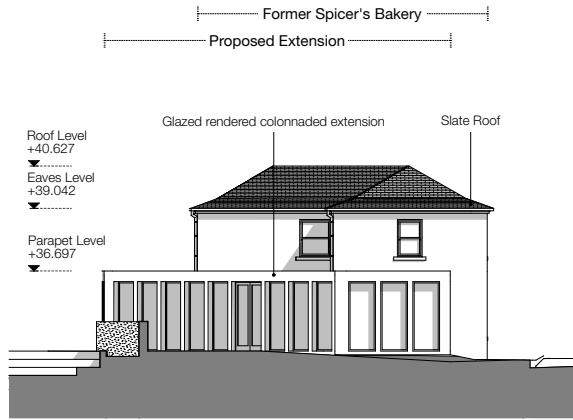 Former Spicer's Bakery
Proposed Extension
Glazed rendered colonnaded extension
Slate Roof
Roof Level
+40.627
Eaves Level
+39.042
Parapet Level
+36.697